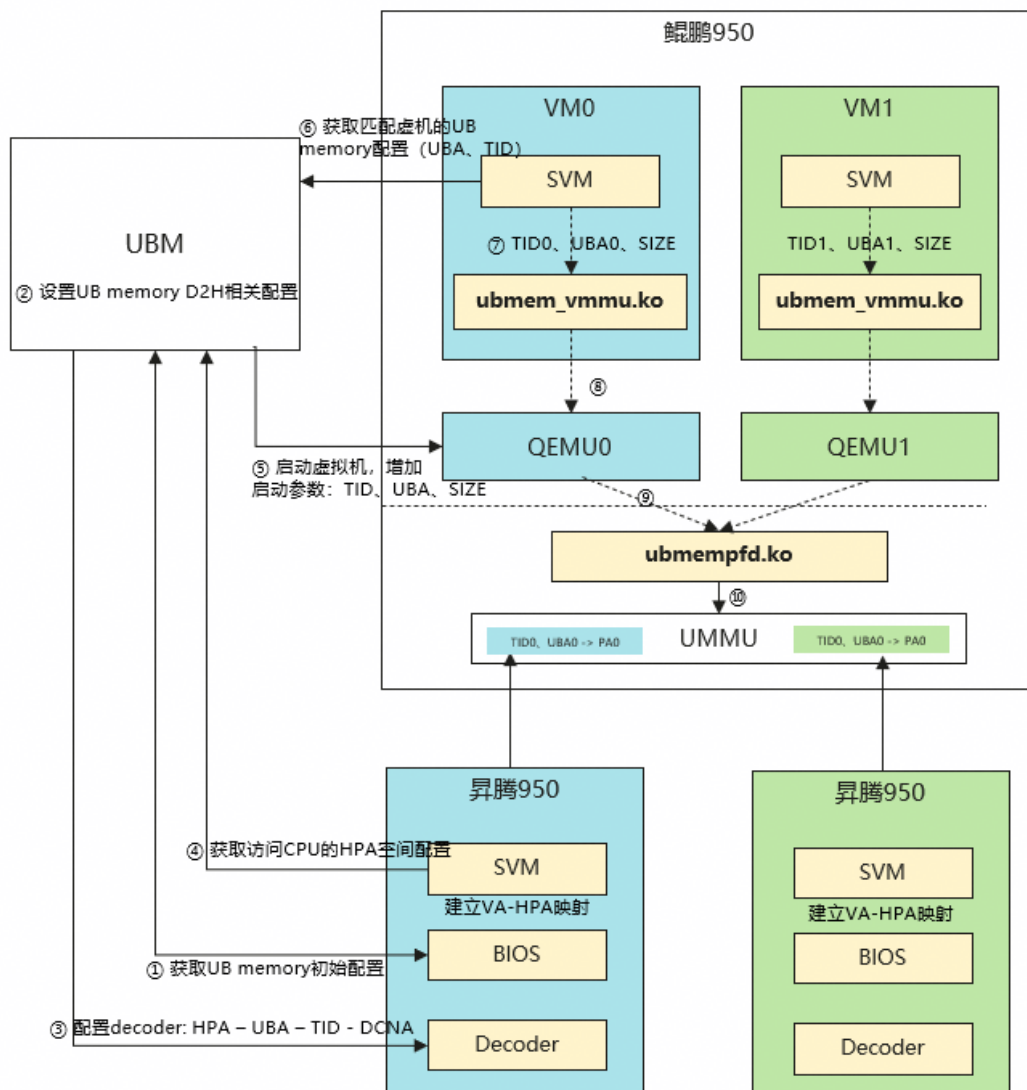 鲲鹏950
VM0
VM1
⑥ 获取匹配虚机的UB
memory配置（UBA、TID）
SVM
SVM
UBM
⑦ TID0、UBA0、SIZE
TID1、UBA1、SIZE
② 设置UB memory D2H相关配置
ubmem_vmmu.ko
ubmem_vmmu.ko
⑧
QEMU0
QEMU1
⑤ 启动虚拟机，增加
启动参数：TID、UBA、SIZE
⑨
ubmempfd.ko
⑩
TID0、UBA0 -> PA0
UMMU
TID0、UBA0 -> PA0
昇腾950
昇腾950
④ 获取访问CPU的HPA空间配置
SVM
SVM
建立VA-HPA映射
建立VA-HPA映射
BIOS
BIOS
① 获取UB memory初始配置
③ 配置decoder: HPA – UBA – TID - DCNA
Decoder
Decoder